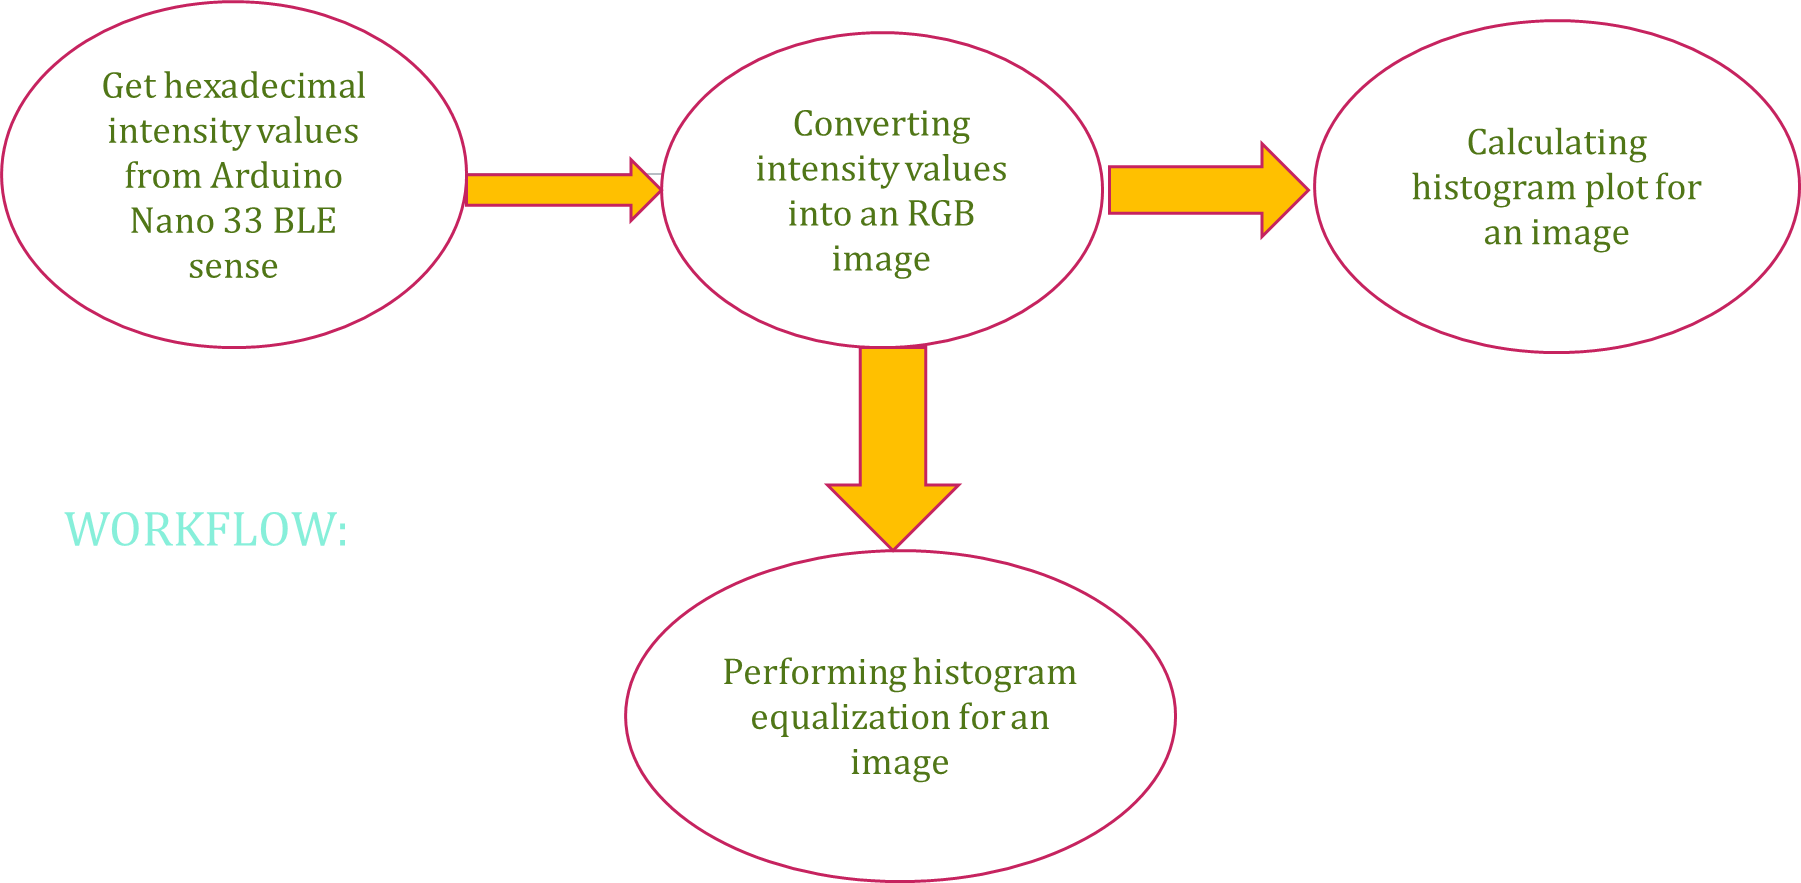 Get hexadecimal
intensity values
from Arduino
Nano 33 BLE
sense
Converting
intensity values
into an RGB
image
Calculating
histogram plot for
an image
WORKFLOW:
Performing histogram
equalization for an
image